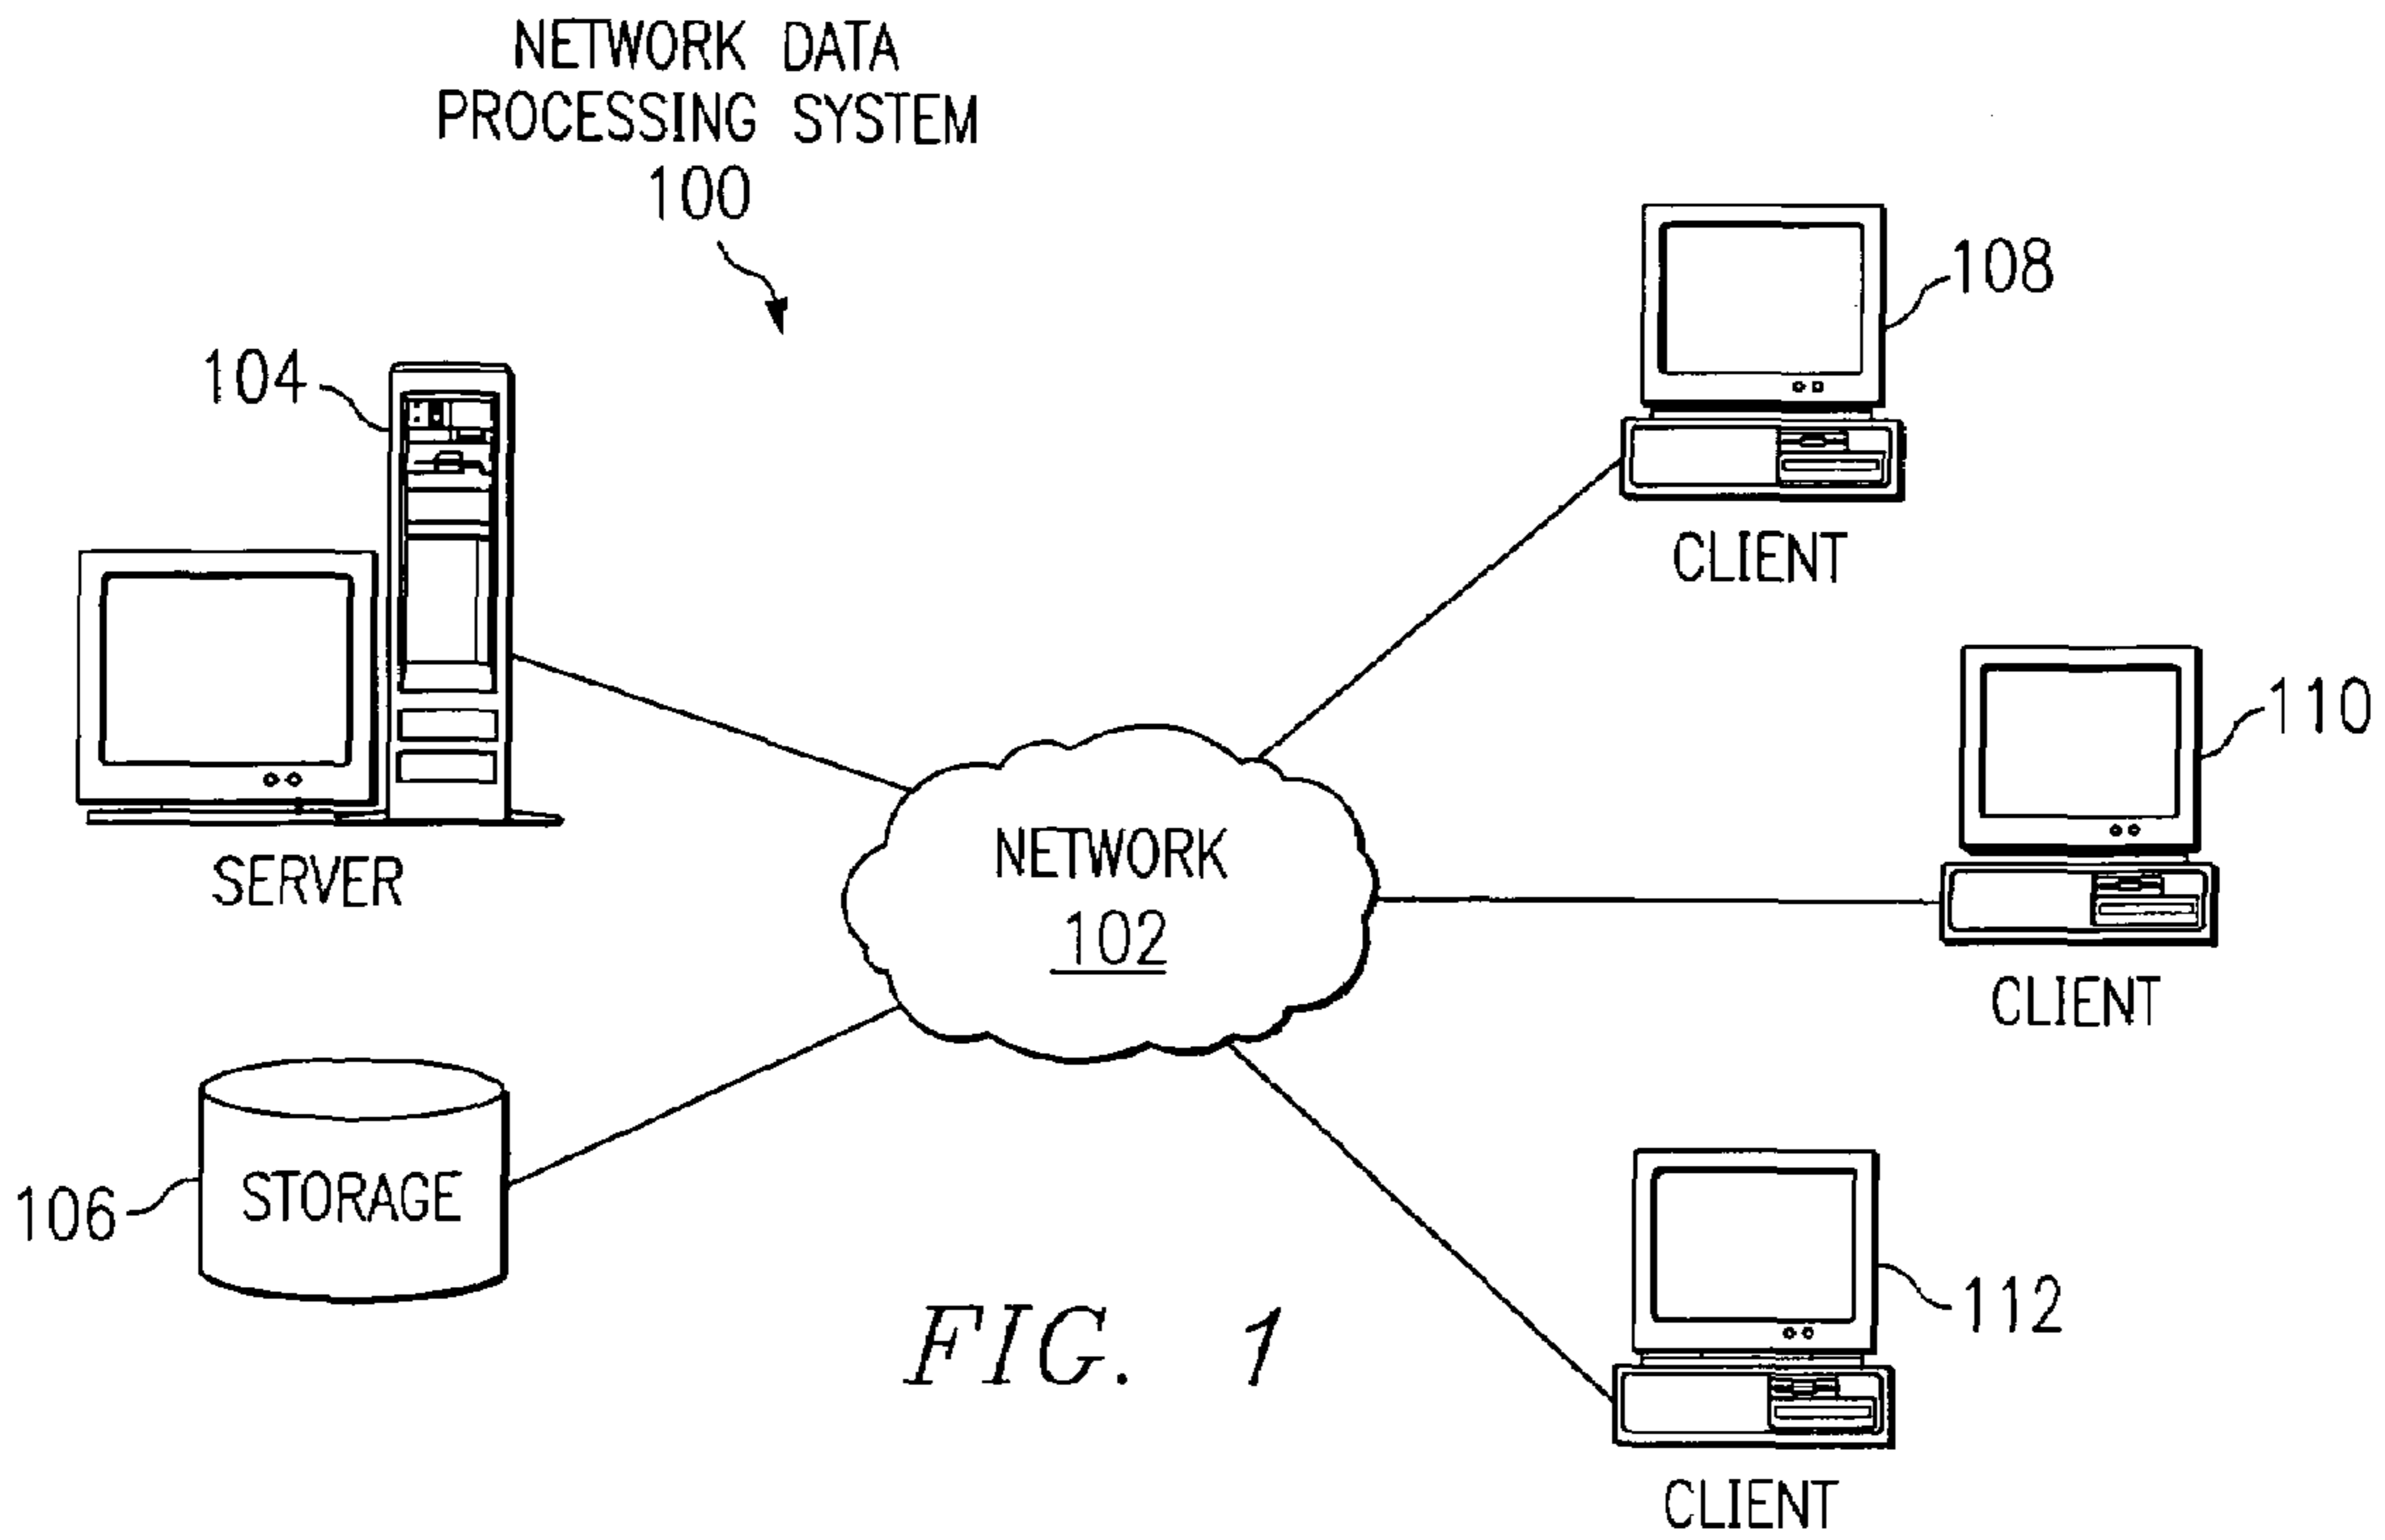 NETWORK DATA
PROCESSING SYSTEM
100
108
104
CLIENT
110
SERVER
NETWORK
102
CLIENT
106
STORAGE
112
FIG. 1
CLIENT